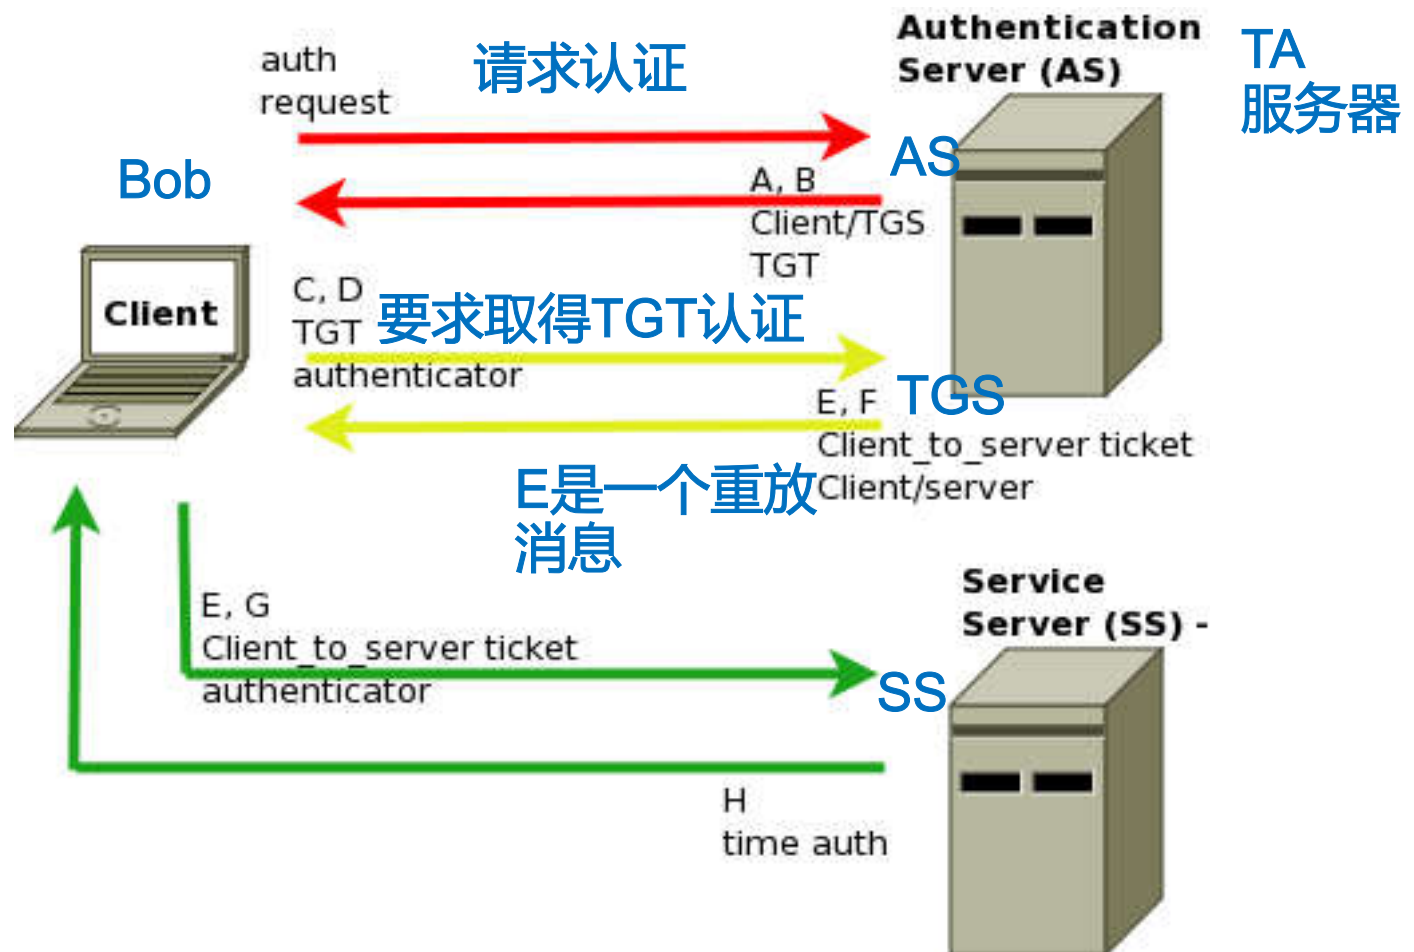 auth
request
请求认证
Authentication
Server (AS)
TA
服务器
Bob
AS
A, B
Client/TGS
TGT
Client
C, D
TGT
要求取得TGT认证
authenticator
TGS
E, F
Client_to_server ticket
Client/server
E是一个重放
消息
E, G
Client_to_server ticket
authenticator
Service
Server (SS) -
SS
H
time auth